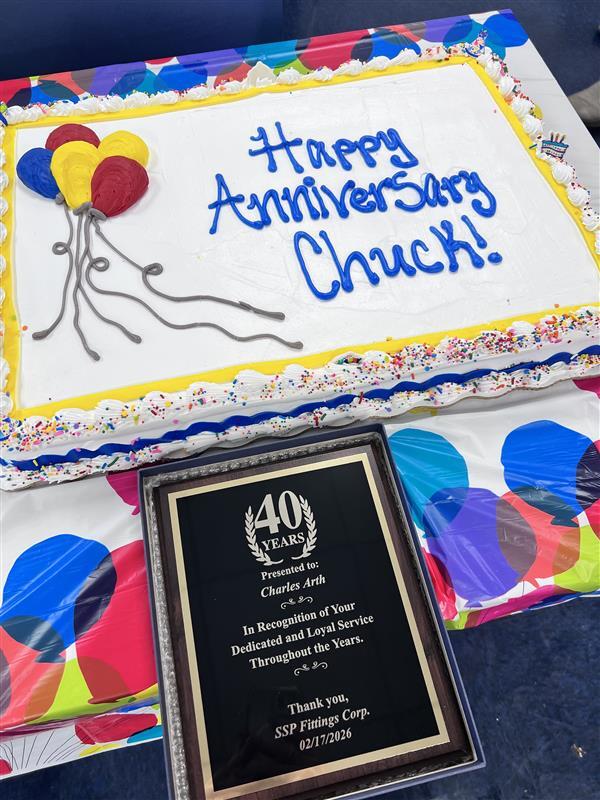 Happy
Anniversary
Chuck!
40
YEARS
Presented to:
Charles Arth
In Recognition of Your
Dedicated and Loyal Service
Throughout the Years.
Thank you,
SSP Fittings Corp.
02/17/2026